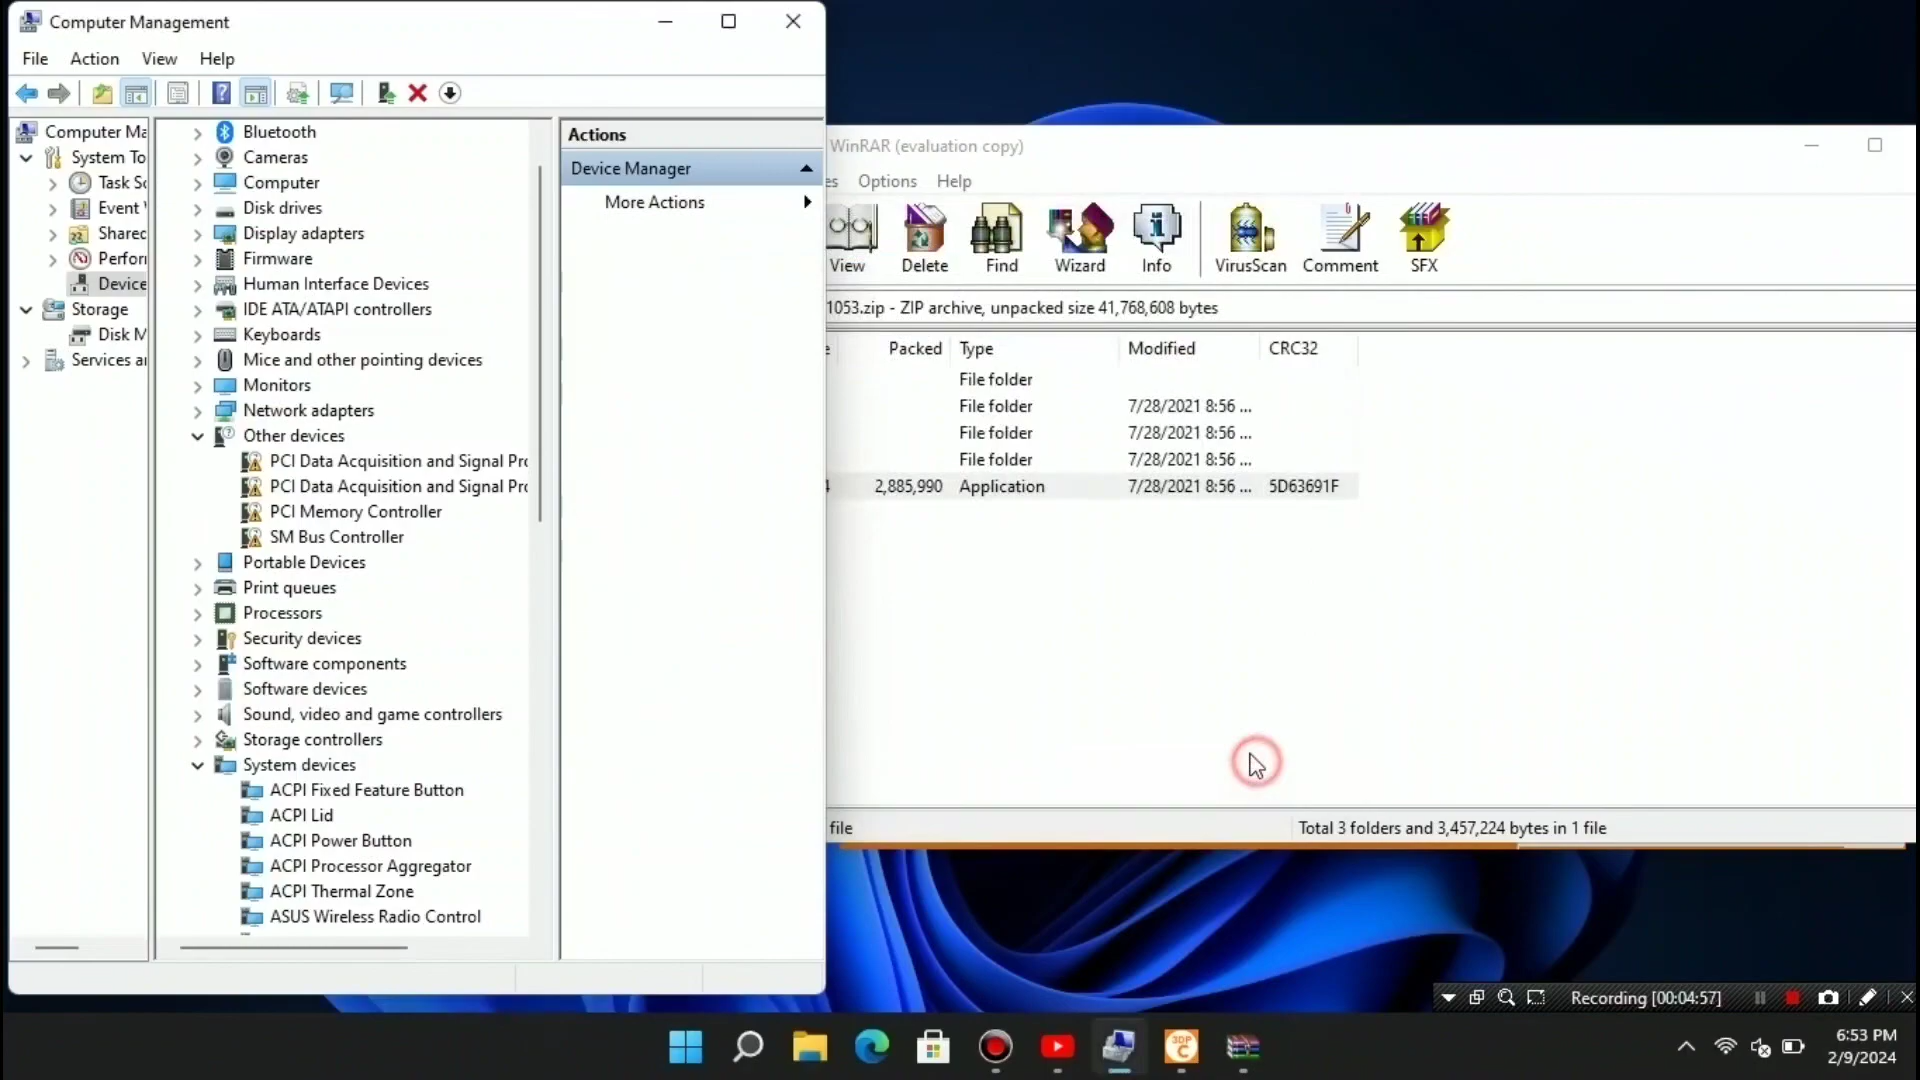 Computer Management
File Action View Help
Computer Ma
System To
Task Sc
Event
Shared
Perfor
Device
Storage
Disk M
Services a
Bluetooth
Cameras
Computer
Disk drives
Display adapters
Firmware
Human Interface Devices
IDE ATA/ATAPI controllers
Keyboards
Mice and other pointing devices
Monitors
Network adapters
Other devices
PCI Data Acquisition and Signal Pro
PCI Data Acquisition and Signal Pro
PCI Memory Controller
SM Bus Controller
Portable Devices
Print queues
Processors
Security devices
Software components
Software devices
Sound, video and game controllers
Storage controllers
System devices
ACPI Fixed Feature Button
ACPI Lid
ACPI Power Button
ACPI Processor Aggregator
ACPI Thermal Zone
ASUS Wireless Radio Control
Actions
Device Manager
More Actions
WinRAR (evaluation copy)
es Options Help
View Delete Find Wizard Info VirusScan Comment SFX
1053.zip - ZIP archive, unpacked size 41,768,608 bytes
e Packed Type Modified CRC32
File folder
File folder 7/28/2021 8:56 ...
File folder 7/28/2021 8:56 ...
File folder 7/28/2021 8:56 ...
4 2,885,990 Application 7/28/2021 8:56 ... 5D63691F
file Total 3 folders and 3,457,224 bytes in 1 file
Recording [00:04:57]
3DP
C
6:53 PM
2/9/2024